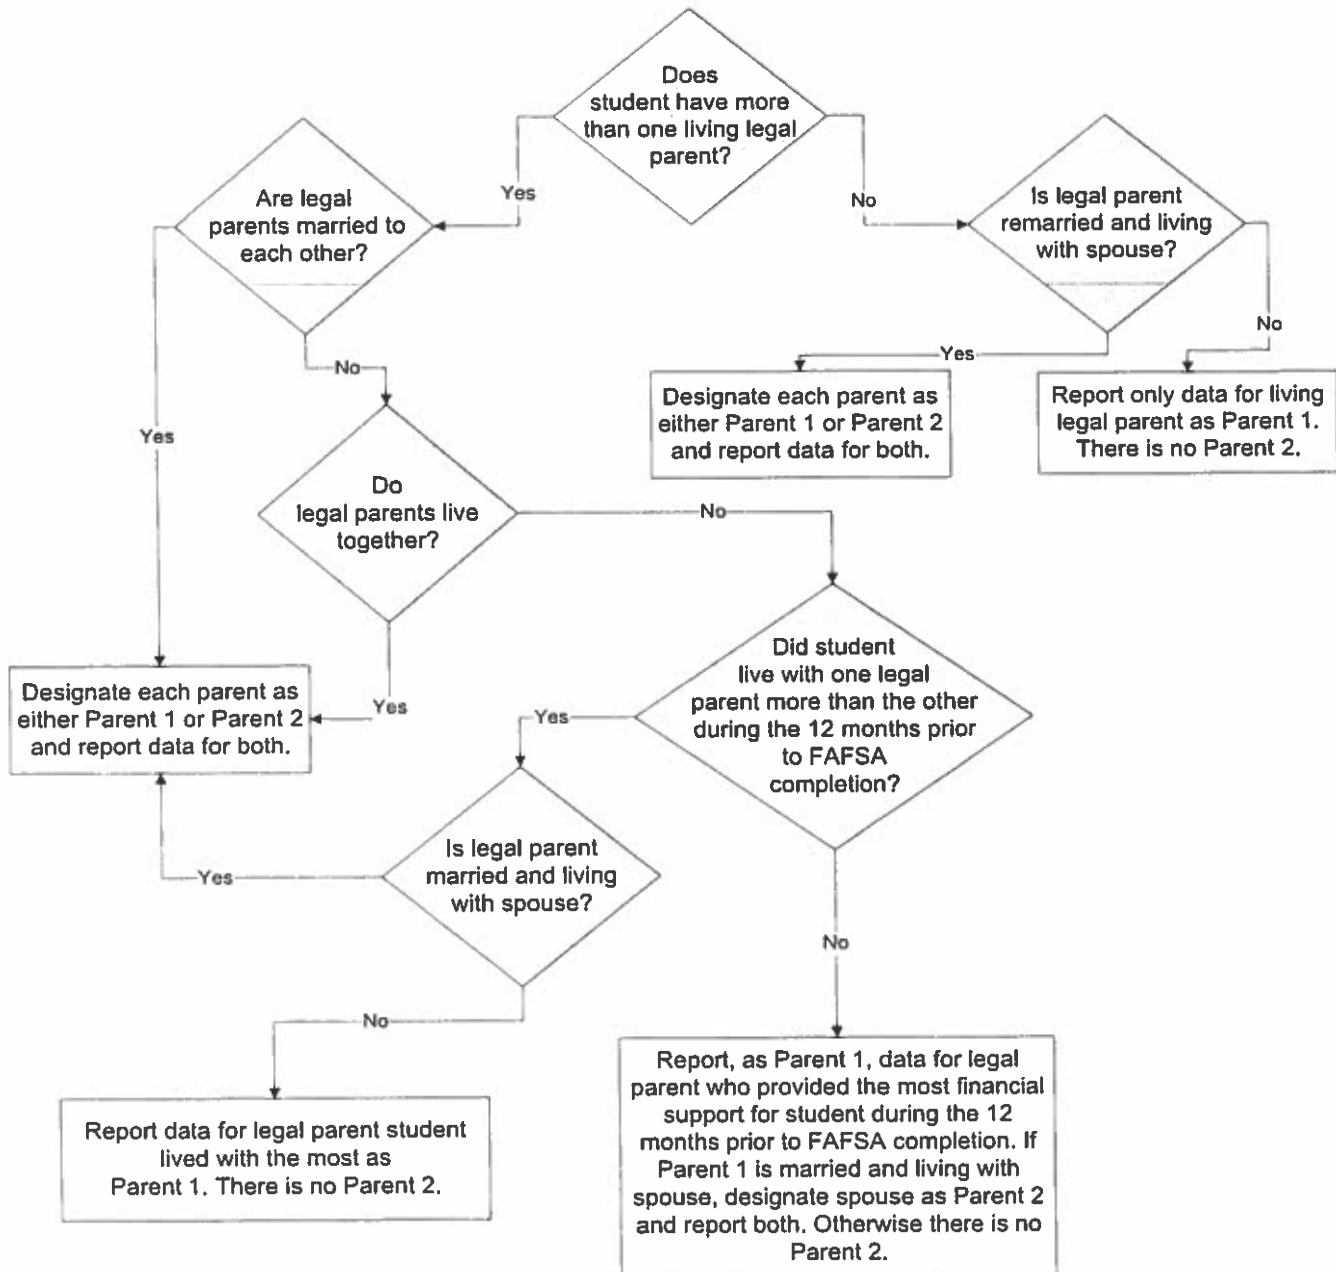 Does
student have more
than one living legal
parent?
Yes
No
Are legal
parents married to
each other?
Is legal parent
remarried and living
with spouse?
Yes
No
Yes
No
Designate each parent as
either Parent 1 or Parent 2
and report data for both.
Report only data for living
legal parent as Parent 1.
There is no Parent 2.
Do
legal parents live
together?
No
Yes
Designate each parent as
either Parent 1 or Parent 2
and report data for both.
Did student
live with one legal
parent more than the other
during the 12 months prior
to FAFSA
completion?
Yes
No
Is legal parent
married and living
with spouse?
Yes
No
Report data for legal parent student
lived with the most as
Parent 1. There is no Parent 2.
Report, as Parent 1, data for legal
parent who provided the most financial
support for student during the 12
months prior to FAFSA completion. If
Parent 1 is married and living with
spouse, designate spouse as Parent 2
and report both. Otherwise there is no
Parent 2.